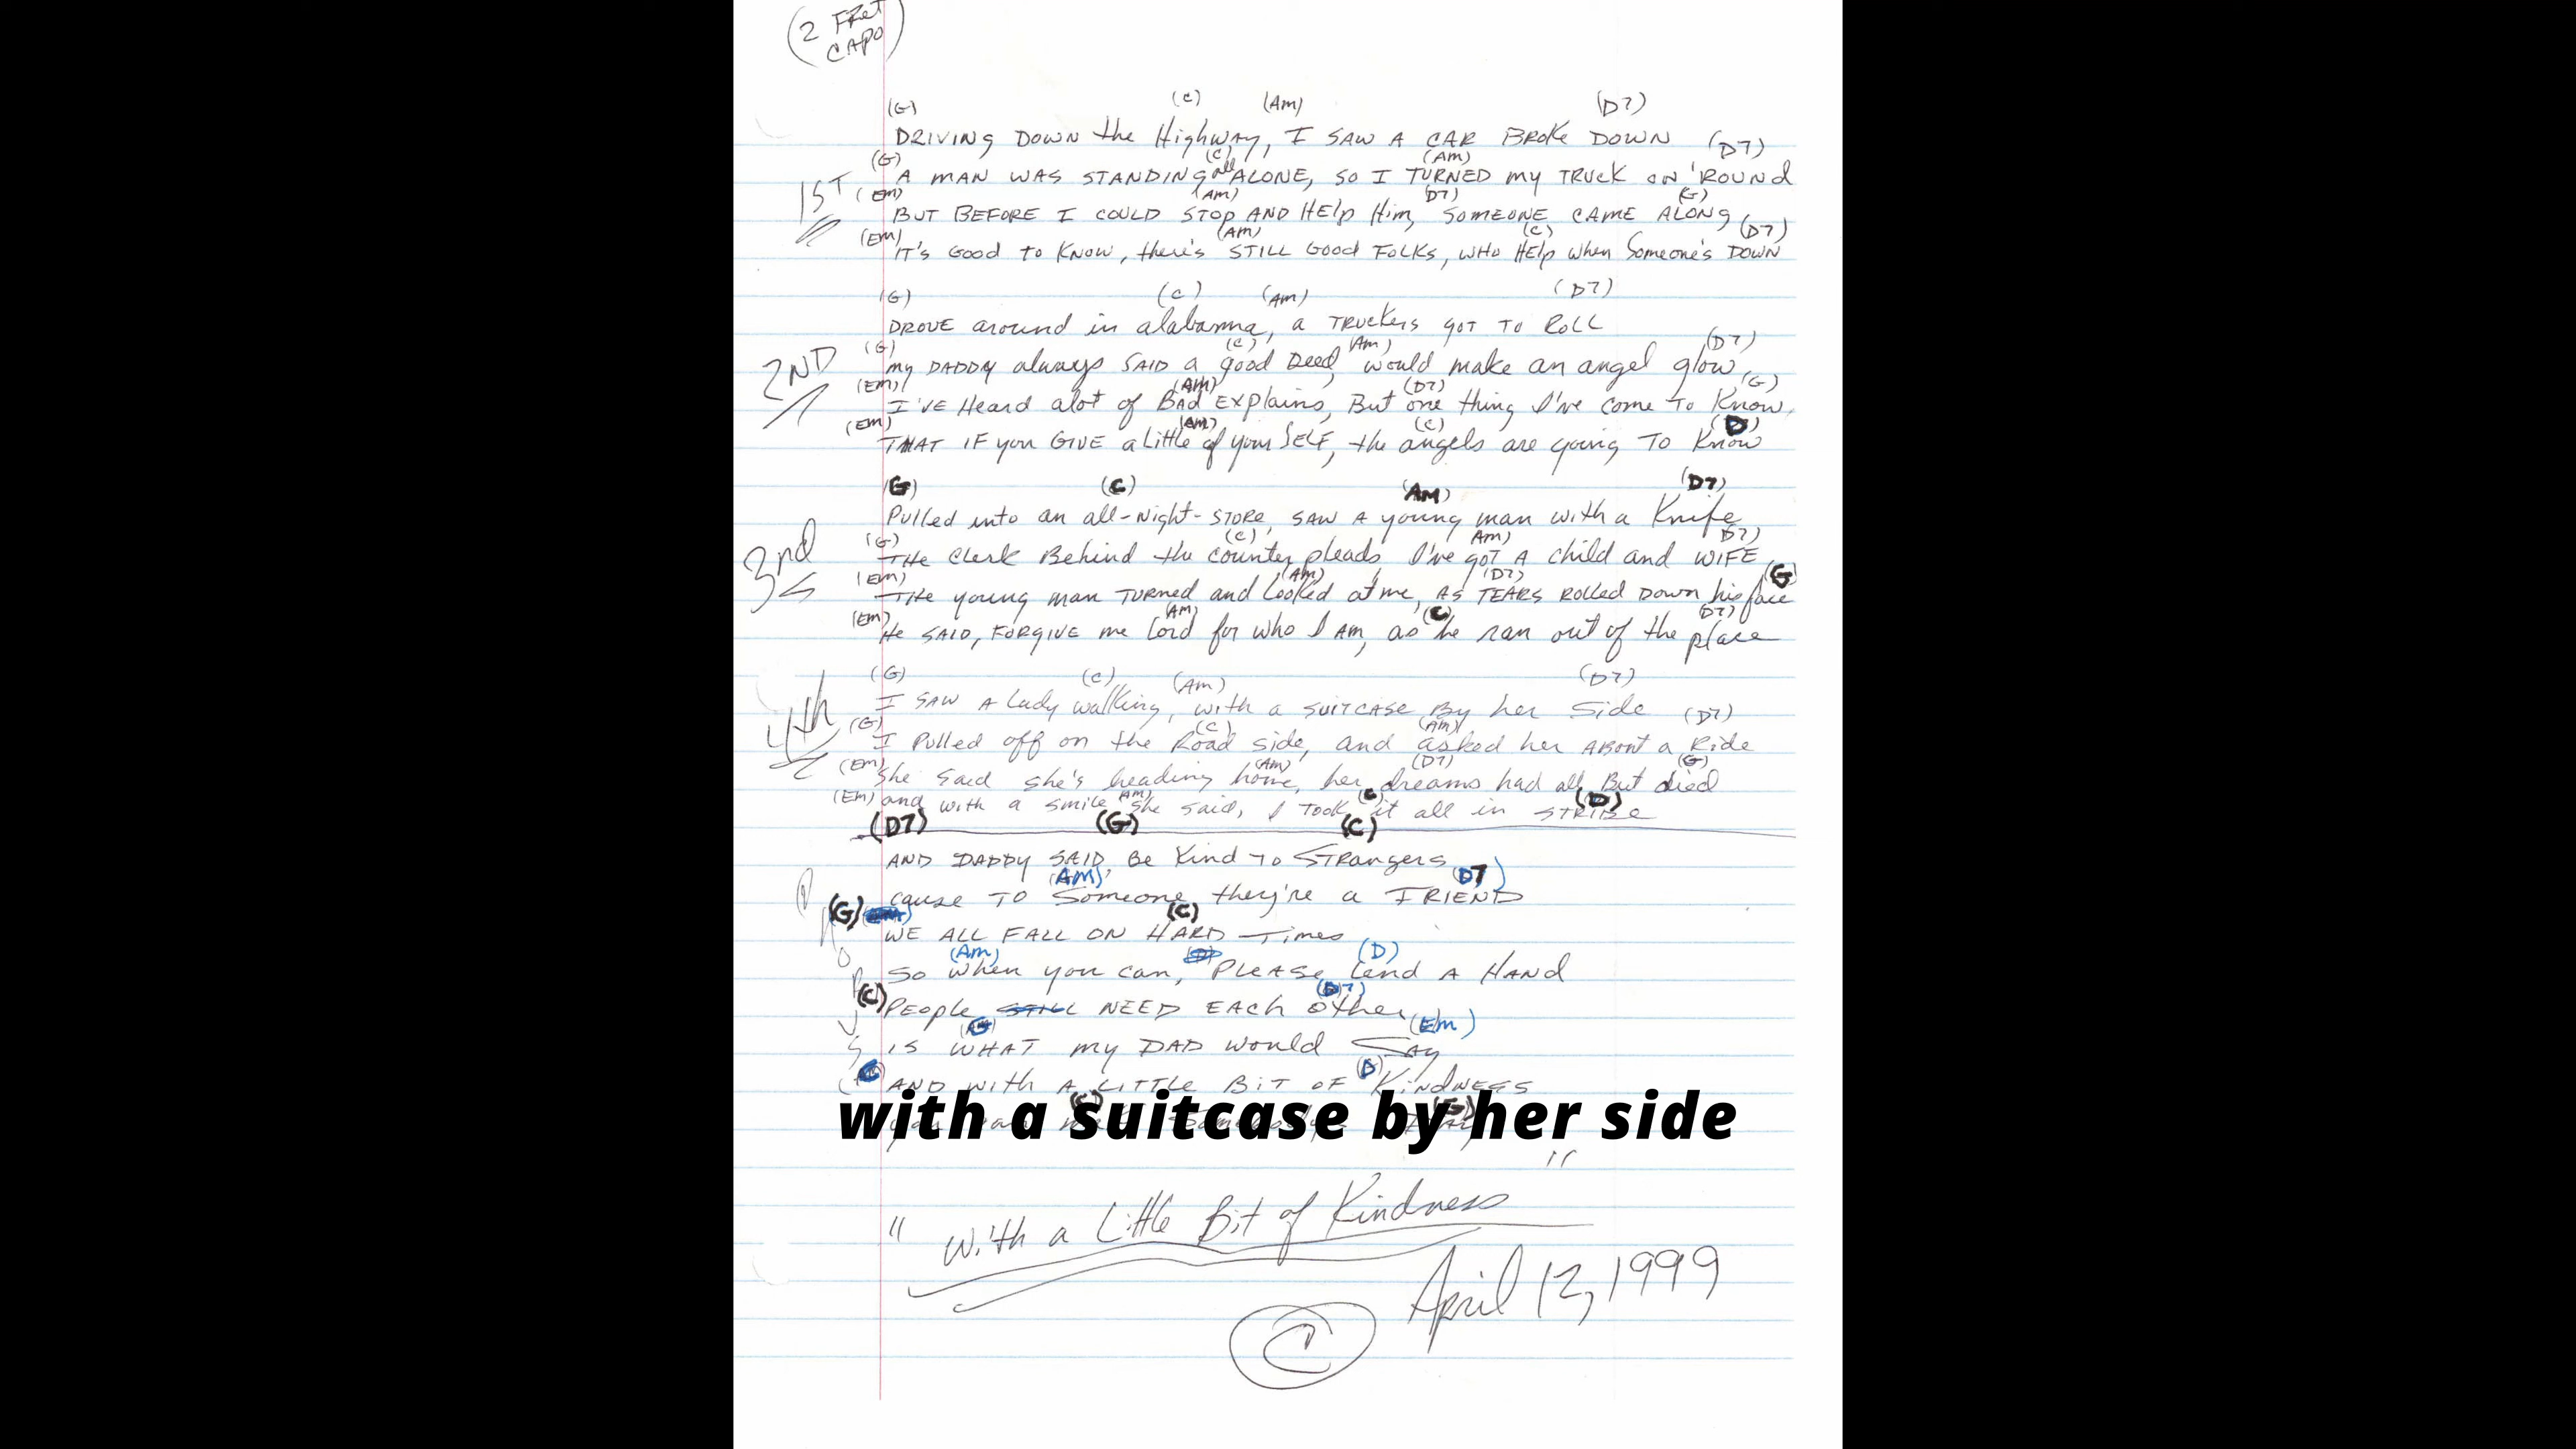 (2 FRET
CAPO)
(G) (C) (Am) (D7)
DRIVING DOWN the Highway, I SAW A CAR BROKE DOWN
(G) (C) (Am) (D7)
A MAN WAS STANDING all ALONE, SO I TURNED my TRUCK ON 'ROUND
1ST
(Em) (Am) (D7) (G)
BUT BEFORE I COULD STOP AND HELP Him, SOMEONE CAME ALONG
(Em) (Am) (C) (D7)
IT'S GOOD TO KNOW, there's STILL GOOD FOLKS, WHO HELP when Someone's DOWN
(G) (C) (Am) (D7)
DROVE around in alabama, a TRUCKERS GOT TO ROLL
2ND
(G) (C) (Am) (D7)
my DADDY always SAID a good Deed, would make an angel glow
(Em) (Am) (D7) (G)
I'VE Heard alot of BAD EXplains, But one thing I've come TO Know,
(Em) (Am) (C) (D)
THAT IF you GIVE a Little of your SELF, the angels are going TO Know
(G) (C) (Am) (D7)
Pulled into an all-Night-STORE, SAW A young man with a Knife
3rd
(G) (C) (Am) D7)
THE Clerk Behind the counter pleads, I've got A child and WIFE
(Em) (Am) (D7) (G)
THE young man TURNED and Looked at me, AS TEARS ROLLED DOWN his face
(Em) (Am) (C) (D7)
He SAID, FORGIVE me Lord for who I AM, as he ran out of the place
(G) (C) (Am) (D7)
I SAW A Lady walking, with a SUITCASE By her Side
4th
(G) (C) (Am) (D7)
I Pulled off on the Road side, and asked her ABOUT a Ride
(Em) (Am) (D7) (G)
She Said she's heading home, her dreams had all But died
(Em) (Am) (C) (D)
and with a smile she said, I TOOK it all in STRIDE
(D7) (G) (C)
AND DADDY SAID, Be Kind TO STRangers
(Am) (D7)
cause TO Someone they're a FRIEND
(G) (C)
WE ALL FALL ON HARD Times
(Am) (D)
SO when you can, PLEASE Lend A HAND
(C) (D7)
PEOPLE STILL NEED EACH other
(G) (Em)
IS WHAT my DAD would SAY
(C) (D)
AND with A LITTLE BIT OF KINDNESS
with a suitcase by her side
"With a Little Bit of Kindness"
April 12, 1999
©